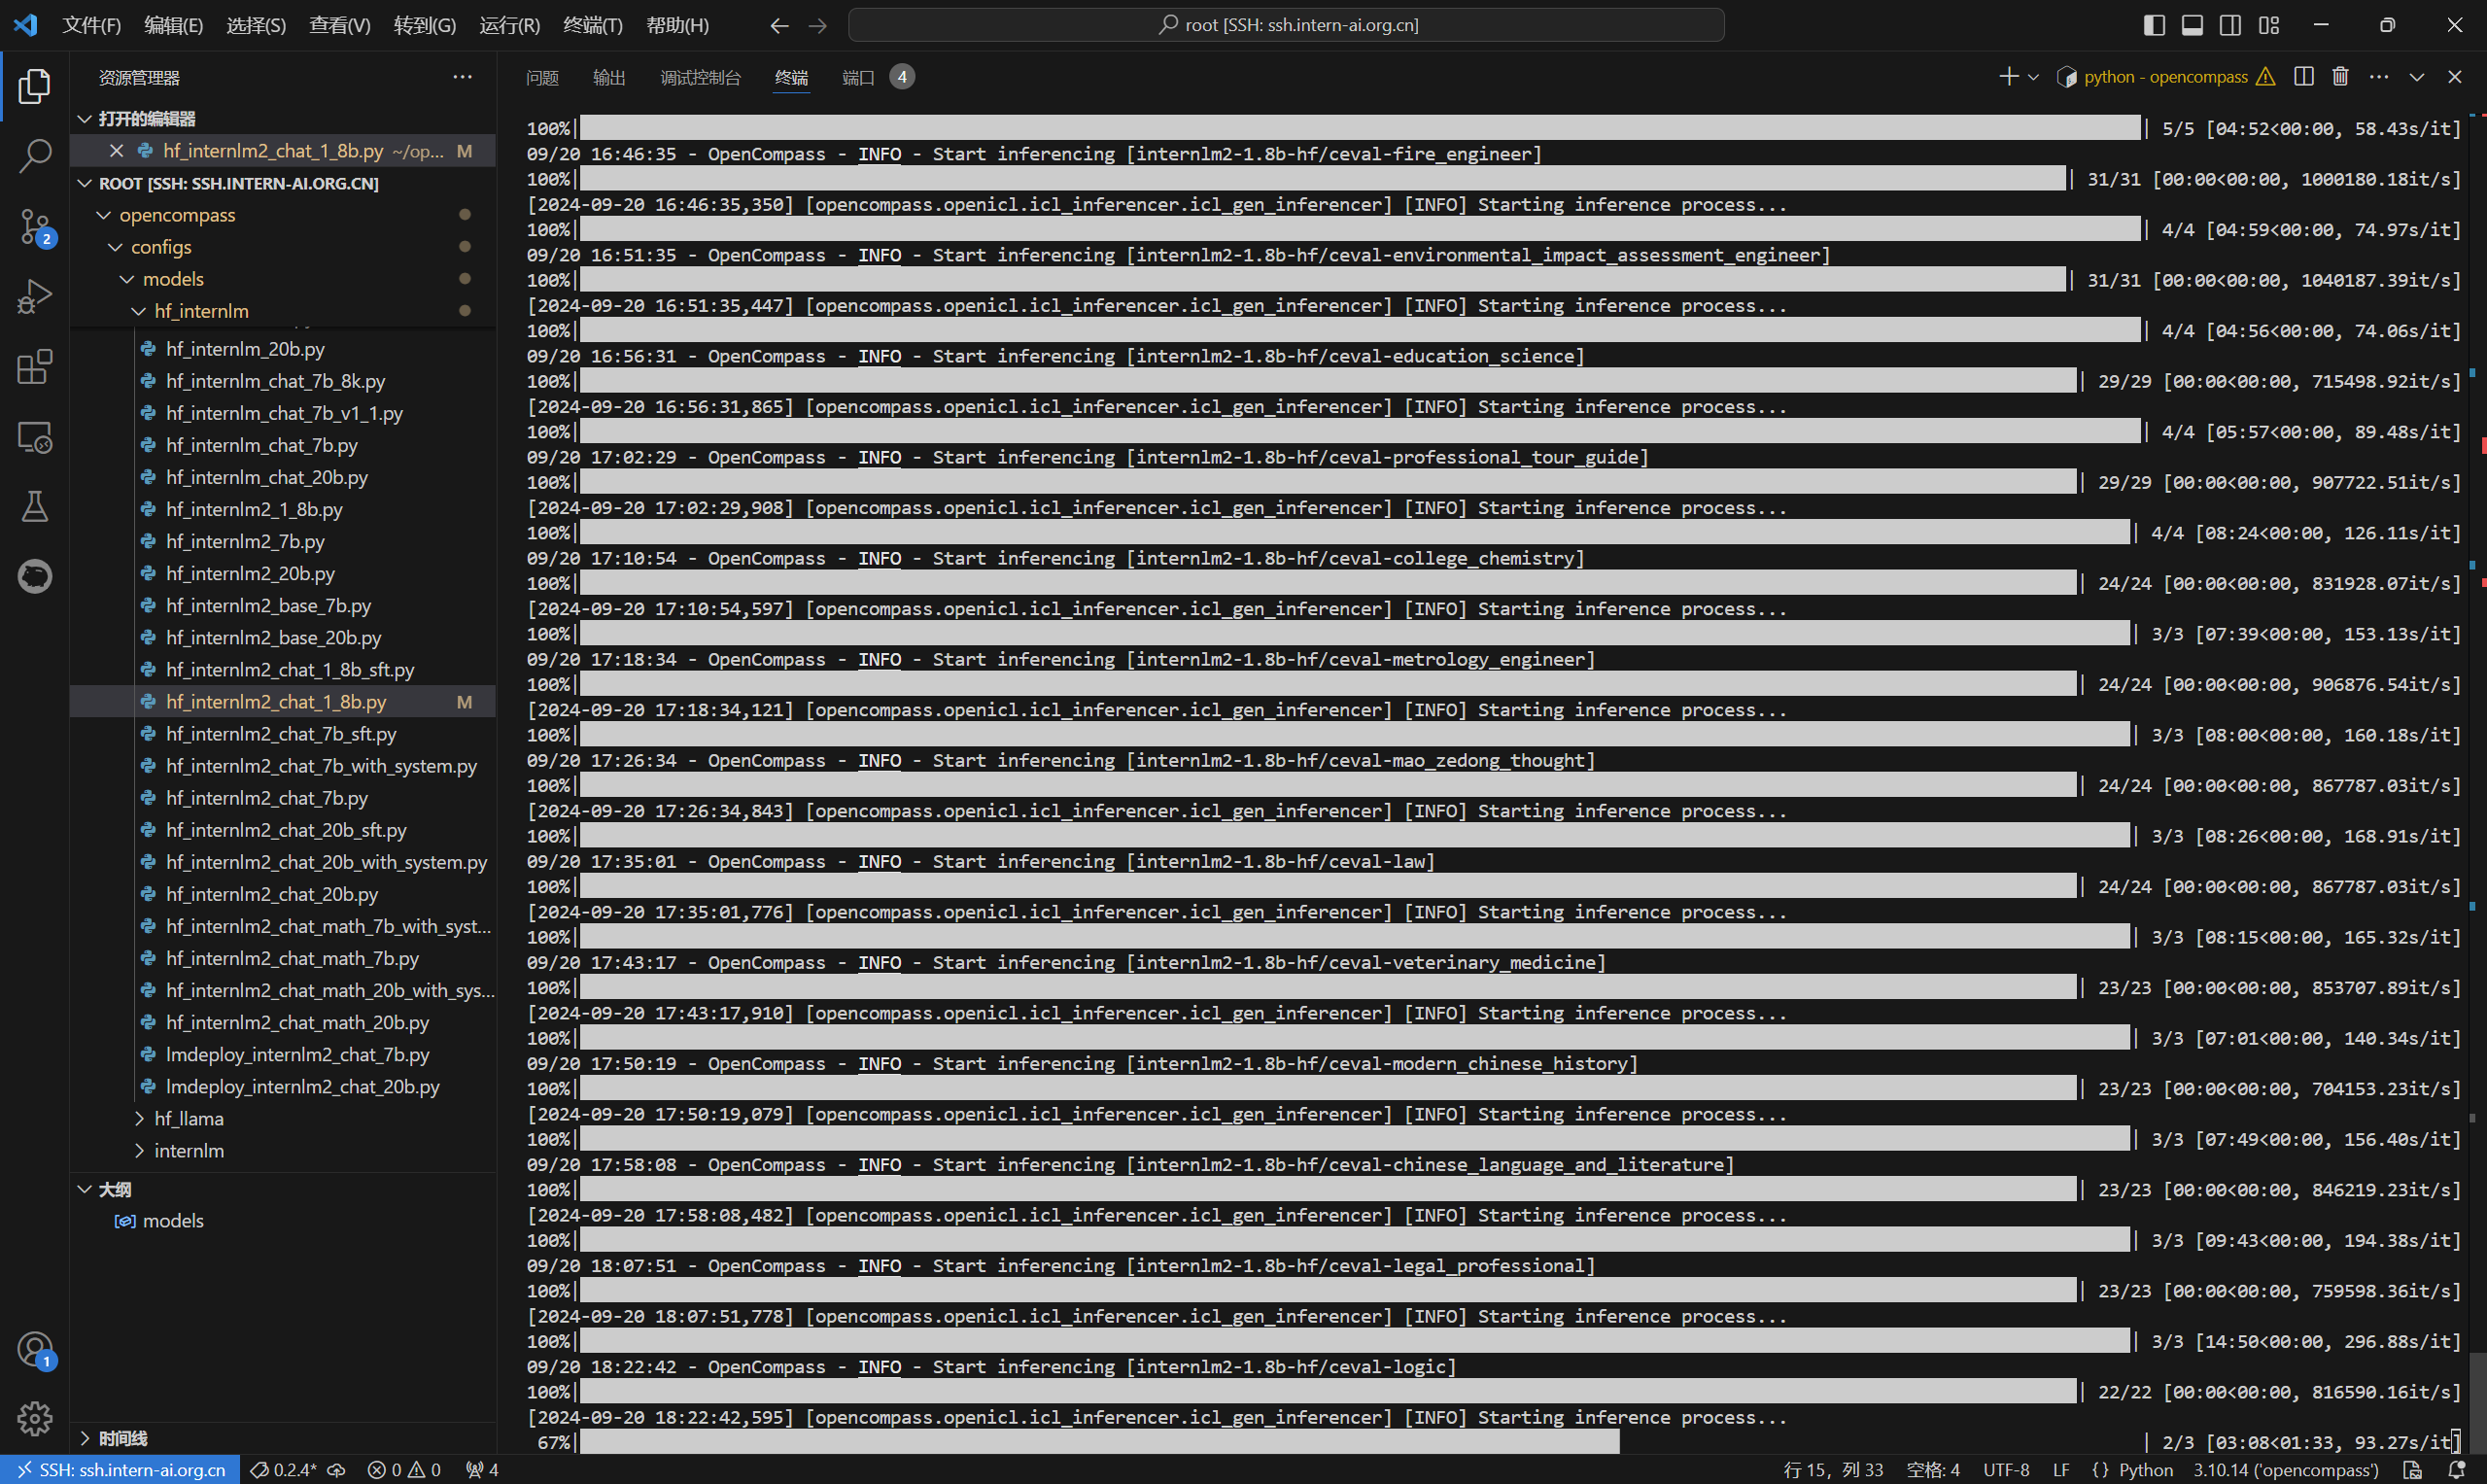 文件(F) 编辑(E) 选择(S) 查看(V) 转到(G) 运行(R) 终端(T) 帮助(H) root [SSH: ssh.intern-ai.org.cn]
资源管理器
打开的编辑器
hf_internlm2_chat_1_8b.py ~/op... M
ROOT [SSH: SSH.INTERN-AI.ORG.CN]
opencompass
configs
models
hf_internlm
hf_internlm_20b.py
hf_internlm_chat_7b_8k.py
hf_internlm_chat_7b_v1_1.py
hf_internlm_chat_7b.py
hf_internlm_chat_20b.py
hf_internlm2_1_8b.py
hf_internlm2_7b.py
hf_internlm2_20b.py
hf_internlm2_base_7b.py
hf_internlm2_base_20b.py
hf_internlm2_chat_1_8b_sft.py
hf_internlm2_chat_1_8b.py M
hf_internlm2_chat_7b_sft.py
hf_internlm2_chat_7b_with_system.py
hf_internlm2_chat_7b.py
hf_internlm2_chat_20b_sft.py
hf_internlm2_chat_20b_with_system.py
hf_internlm2_chat_20b.py
hf_internlm2_chat_math_7b_with_syst...
hf_internlm2_chat_math_7b.py
hf_internlm2_chat_math_20b_with_sys...
hf_internlm2_chat_math_20b.py
lmdeploy_internlm2_chat_7b.py
lmdeploy_internlm2_chat_20b.py
hf_llama
internlm
大纲
models
时间线
2
1
问题 输出 调试控制台 终端 端口 4 python - opencompass
100%| | 5/5 [04:52<00:00, 58.43s/it]
09/20 16:46:35 - OpenCompass - INFO - Start inferencing [internlm2-1.8b-hf/ceval-fire_engineer]
100%| | 31/31 [00:00<00:00, 1000180.18it/s]
[2024-09-20 16:46:35,350] [opencompass.openicl.icl_inferencer.icl_gen_inferencer] [INFO] Starting inference process...
100%| | 4/4 [04:59<00:00, 74.97s/it]
09/20 16:51:35 - OpenCompass - INFO - Start inferencing [internlm2-1.8b-hf/ceval-environmental_impact_assessment_engineer]
100%| | 31/31 [00:00<00:00, 1040187.39it/s]
[2024-09-20 16:51:35,447] [opencompass.openicl.icl_inferencer.icl_gen_inferencer] [INFO] Starting inference process...
100%| | 4/4 [04:56<00:00, 74.06s/it]
09/20 16:56:31 - OpenCompass - INFO - Start inferencing [internlm2-1.8b-hf/ceval-education_science]
100%| | 29/29 [00:00<00:00, 715498.92it/s]
[2024-09-20 16:56:31,865] [opencompass.openicl.icl_inferencer.icl_gen_inferencer] [INFO] Starting inference process...
100%| | 4/4 [05:57<00:00, 89.48s/it]
09/20 17:02:29 - OpenCompass - INFO - Start inferencing [internlm2-1.8b-hf/ceval-professional_tour_guide]
100%| | 29/29 [00:00<00:00, 907722.51it/s]
[2024-09-20 17:02:29,908] [opencompass.openicl.icl_inferencer.icl_gen_inferencer] [INFO] Starting inference process...
100%| | 4/4 [08:24<00:00, 126.11s/it]
09/20 17:10:54 - OpenCompass - INFO - Start inferencing [internlm2-1.8b-hf/ceval-college_chemistry]
100%| | 24/24 [00:00<00:00, 831928.07it/s]
[2024-09-20 17:10:54,597] [opencompass.openicl.icl_inferencer.icl_gen_inferencer] [INFO] Starting inference process...
100%| | 3/3 [07:39<00:00, 153.13s/it]
09/20 17:18:34 - OpenCompass - INFO - Start inferencing [internlm2-1.8b-hf/ceval-metrology_engineer]
100%| | 24/24 [00:00<00:00, 906876.54it/s]
[2024-09-20 17:18:34,121] [opencompass.openicl.icl_inferencer.icl_gen_inferencer] [INFO] Starting inference process...
100%| | 3/3 [08:00<00:00, 160.18s/it]
09/20 17:26:34 - OpenCompass - INFO - Start inferencing [internlm2-1.8b-hf/ceval-mao_zedong_thought]
100%| | 24/24 [00:00<00:00, 867787.03it/s]
[2024-09-20 17:26:34,843] [opencompass.openicl.icl_inferencer.icl_gen_inferencer] [INFO] Starting inference process...
100%| | 3/3 [08:26<00:00, 168.91s/it]
09/20 17:35:01 - OpenCompass - INFO - Start inferencing [internlm2-1.8b-hf/ceval-law]
100%| | 24/24 [00:00<00:00, 867787.03it/s]
[2024-09-20 17:35:01,776] [opencompass.openicl.icl_inferencer.icl_gen_inferencer] [INFO] Starting inference process...
100%| | 3/3 [08:15<00:00, 165.32s/it]
09/20 17:43:17 - OpenCompass - INFO - Start inferencing [internlm2-1.8b-hf/ceval-veterinary_medicine]
100%| | 23/23 [00:00<00:00, 853707.89it/s]
[2024-09-20 17:43:17,910] [opencompass.openicl.icl_inferencer.icl_gen_inferencer] [INFO] Starting inference process...
100%| | 3/3 [07:01<00:00, 140.34s/it]
09/20 17:50:19 - OpenCompass - INFO - Start inferencing [internlm2-1.8b-hf/ceval-modern_chinese_history]
100%| | 23/23 [00:00<00:00, 704153.23it/s]
[2024-09-20 17:50:19,079] [opencompass.openicl.icl_inferencer.icl_gen_inferencer] [INFO] Starting inference process...
100%| | 3/3 [07:49<00:00, 156.40s/it]
09/20 17:58:08 - OpenCompass - INFO - Start inferencing [internlm2-1.8b-hf/ceval-chinese_language_and_literature]
100%| | 23/23 [00:00<00:00, 846219.23it/s]
[2024-09-20 17:58:08,482] [opencompass.openicl.icl_inferencer.icl_gen_inferencer] [INFO] Starting inference process...
100%| | 3/3 [09:43<00:00, 194.38s/it]
09/20 18:07:51 - OpenCompass - INFO - Start inferencing [internlm2-1.8b-hf/ceval-legal_professional]
100%| | 23/23 [00:00<00:00, 759598.36it/s]
[2024-09-20 18:07:51,778] [opencompass.openicl.icl_inferencer.icl_gen_inferencer] [INFO] Starting inference process...
100%| | 3/3 [14:50<00:00, 296.88s/it]
09/20 18:22:42 - OpenCompass - INFO - Start inferencing [internlm2-1.8b-hf/ceval-logic]
100%| | 22/22 [00:00<00:00, 816590.16it/s]
[2024-09-20 18:22:42,595] [opencompass.openicl.icl_inferencer.icl_gen_inferencer] [INFO] Starting inference process...
67%| | 2/3 [03:08<01:33, 93.27s/it]
SSH: ssh.intern-ai.org.cn 0.2.4* 0 0 4 行 15，列 33 空格: 4 UTF-8 LF {} Python 3.10.14 ('opencompass')